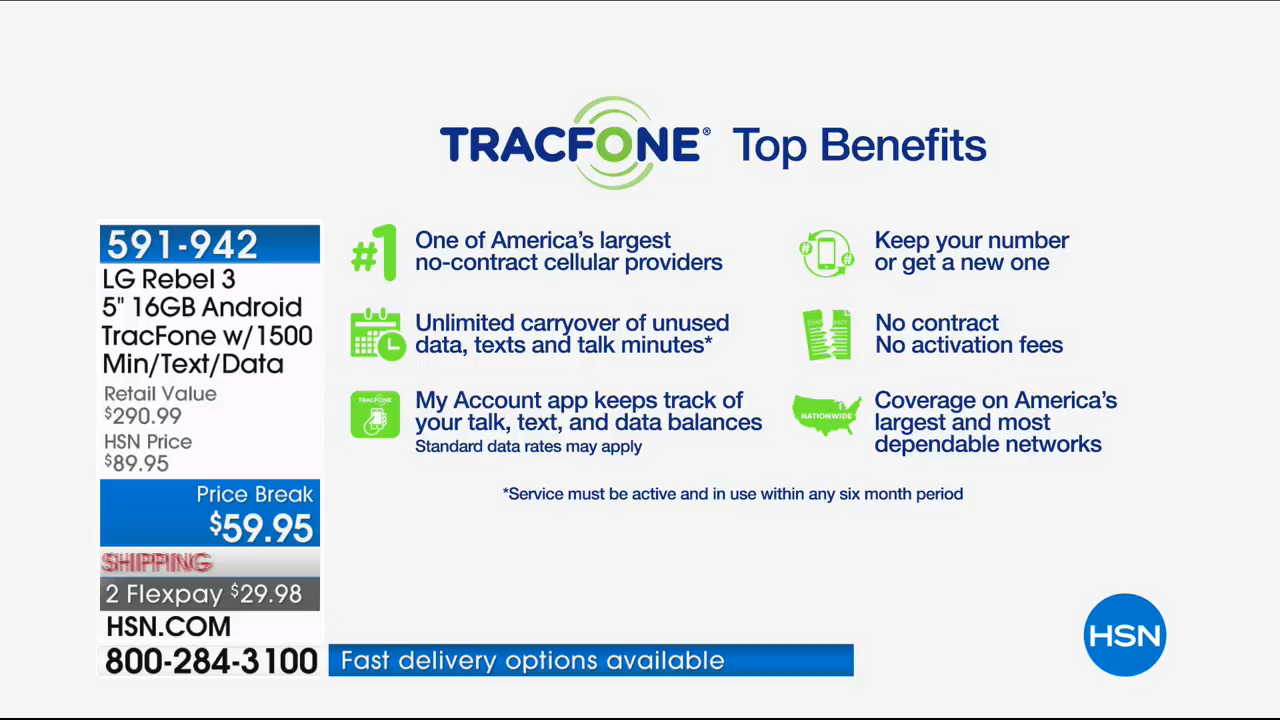 TRACFONE® Top Benefits
#1
One of America's largest
no-contract cellular providers
Keep your number
or get a new one
Unlimited carryover of unused
data, texts and talk minutes*
No contract
No activation fees
TRACFONE
My Account app keeps track of
your talk, text, and data balances
Standard data rates may apply
NATIONWIDE
Coverage on America's
largest and most
dependable networks
*Service must be active and in use within any six month period
591-942
LG Rebel 3
5" 16GB Android
TracFone w/1500
Min/Text/Data
Retail Value
$290.99
HSN Price
$89.95
Price Break
$59.95
SHIPPING
2 Flexpay $29.98
HSN.COM
800-284-3100
Fast delivery options available
HSN